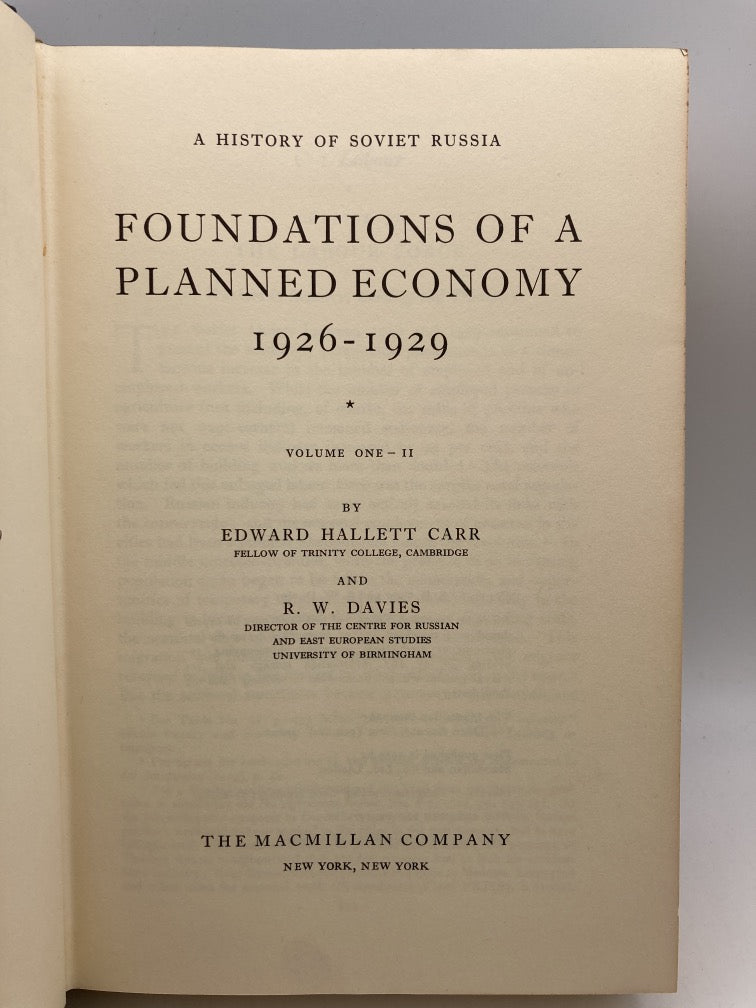 A HISTORY OF SOVIET RUSSIA
FOUNDATIONS OF A
PLANNED ECONOMY
1926-1929
*
VOLUME ONE – II
BY
EDWARD HALLETT CARR
FELLOW OF TRINITY COLLEGE, CAMBRIDGE
AND
R. W. DAVIES
DIRECTOR OF THE CENTRE FOR RUSSIAN
AND EAST EUROPEAN STUDIES
UNIVERSITY OF BIRMINGHAM
THE MACMILLAN COMPANY
NEW YORK, NEW YORK